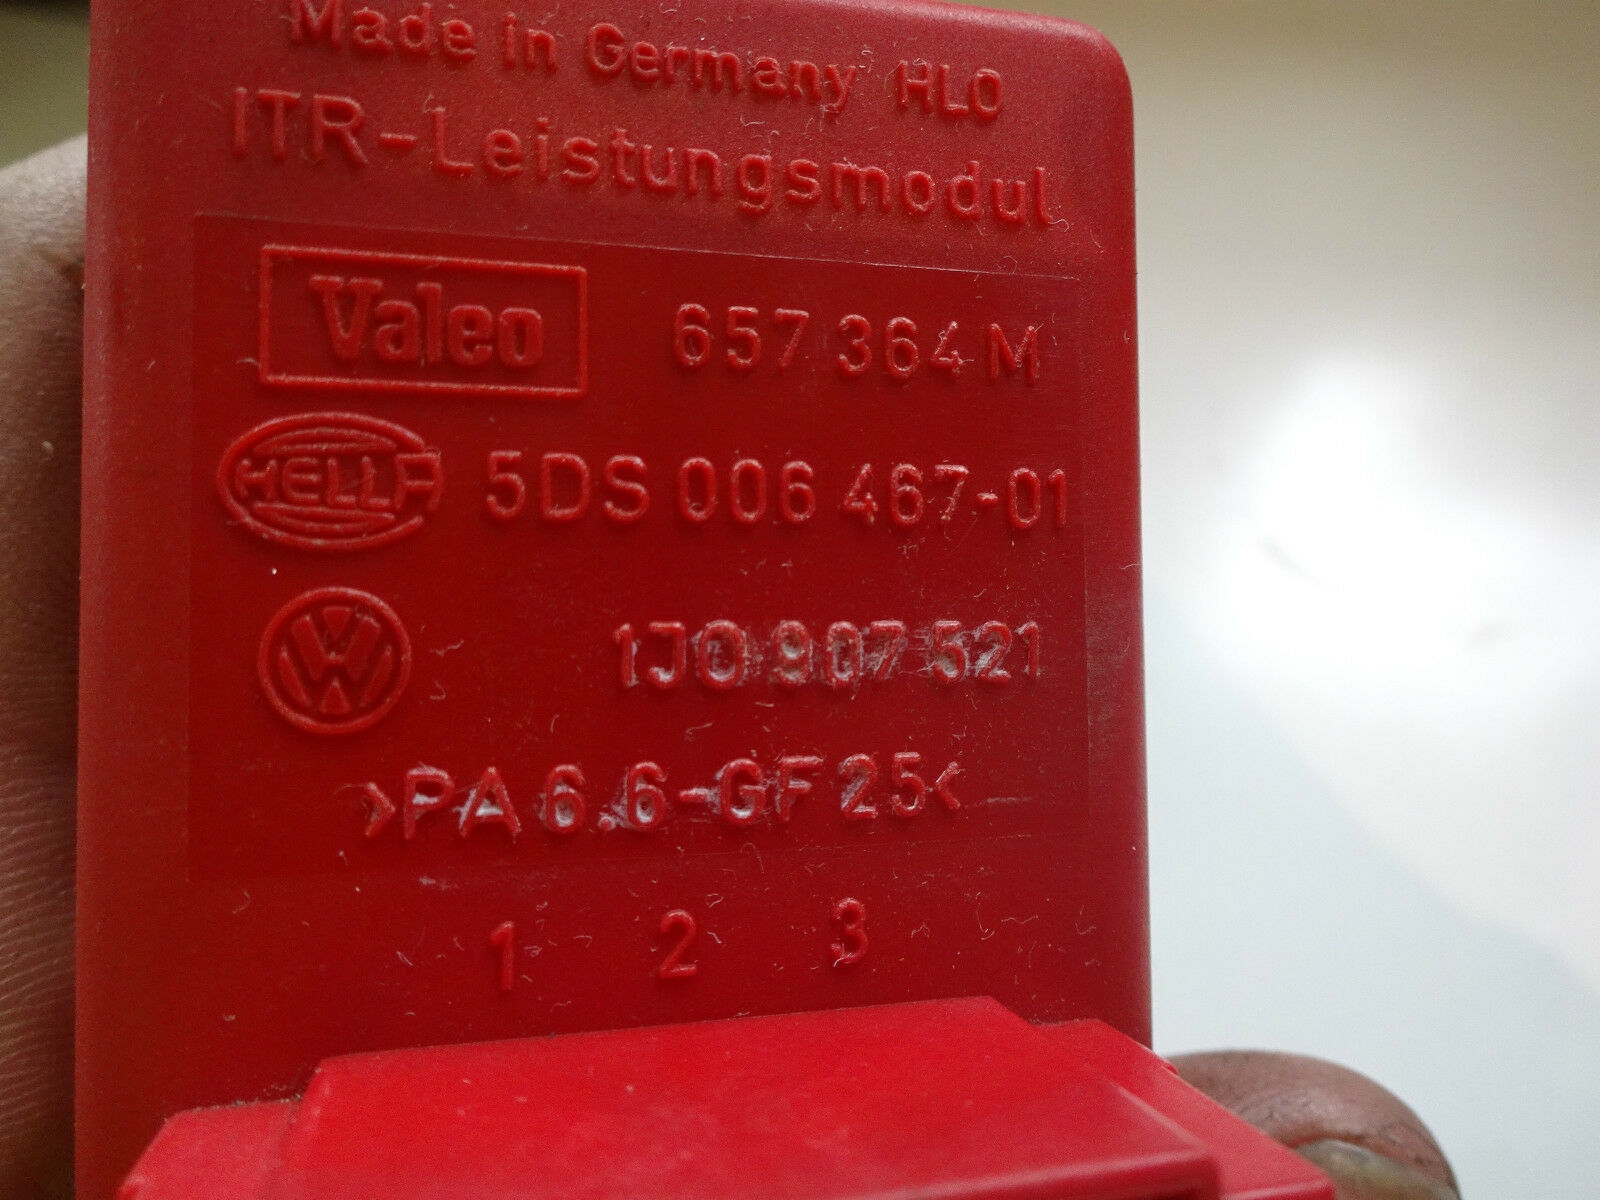 Made in Germany HLO
ITR-Leistungsmodul
Valeo 657 364 M
HELLA 5DS 006 467-01
VW 1J0 907 521
>PA 6.6-GF 25<
1 2 3